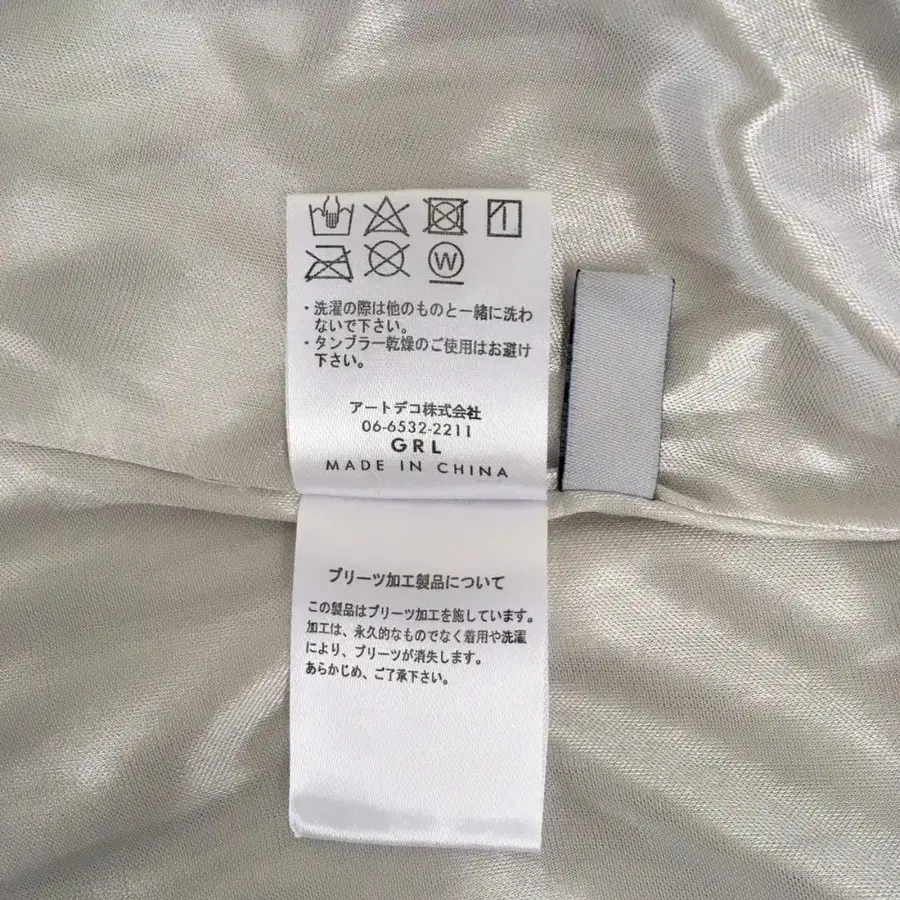 ・洗濯の際は他のものと一緒に洗わ
ないで下さい。
・タンブラー乾燥のご使用はお避け
下さい。
アートデコ株式会社
06-6532-2211
GRL
MADE IN CHINA
プリーツ加工製品について
この製品はプリーツ加工を施しています。
加工は、永久的なものでなく着用や洗濯
により、プリーツが消失します。
あらかじめ、ご了承下さい。